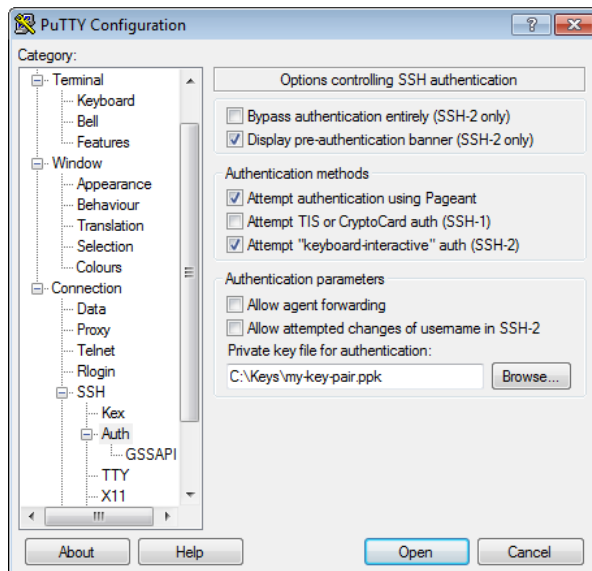 PuTTY Configuration
Category:
Terminal
Keyboard
Bell
Features
Window
Appearance
Behaviour
Translation
Selection
Colours
Connection
Data
Proxy
Telnet
Rlogin
SSH
Kex
Auth
GSSAPI
TTY
X11
Options controlling SSH authentication
Bypass authentication entirely (SSH-2 only)
Display pre-authentication banner (SSH-2 only)
Authentication methods
Attempt authentication using Pageant
Attempt TIS or CryptoCard auth (SSH-1)
Attempt "keyboard-interactive" auth (SSH-2)
Authentication parameters
Allow agent forwarding
Allow attempted changes of username in SSH-2
Private key file for authentication:
C:\Keys\my-key-pair.ppk
Browse...
About
Help
Open
Cancel